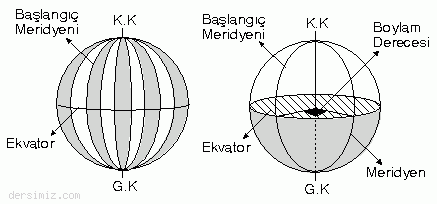 Başlangıç
Meridyeni
K.K
Ekvator
G.K
Başlangıç
Meridyeni
K.K
Boylam
Derecesi
Ekvator
Meridyen
G.K
dersimiz.com